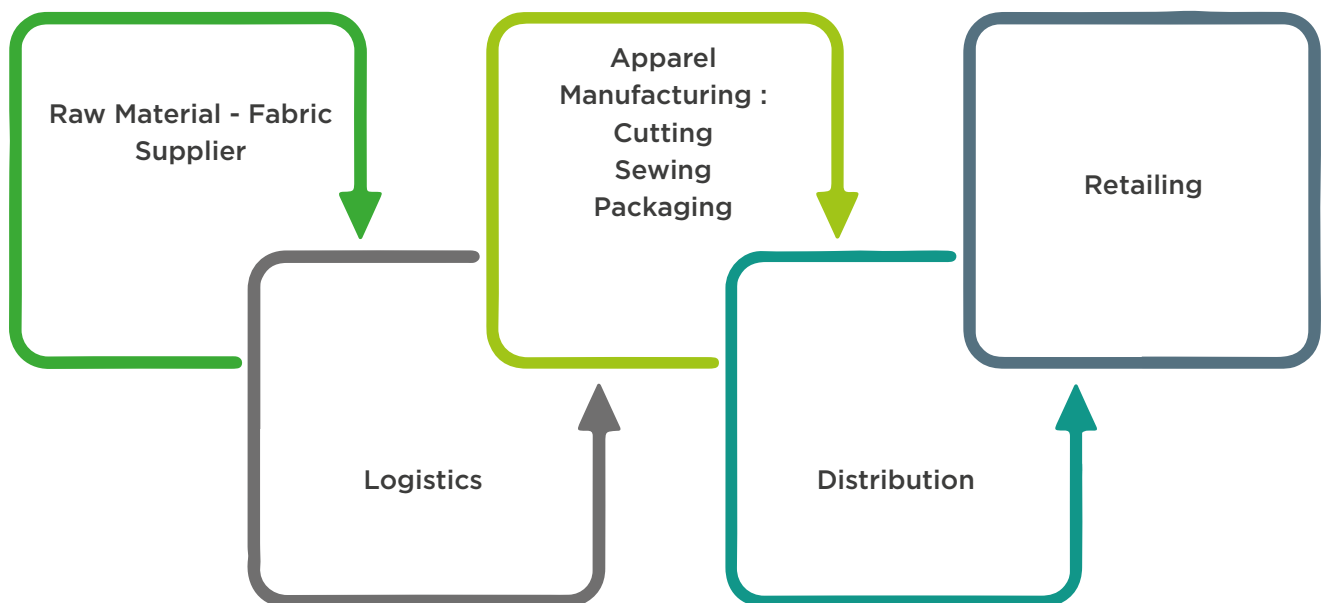 Raw Material - Fabric
Supplier
Logistics
Apparel
Manufacturing :
Cutting
Sewing
Packaging
Distribution
Retailing